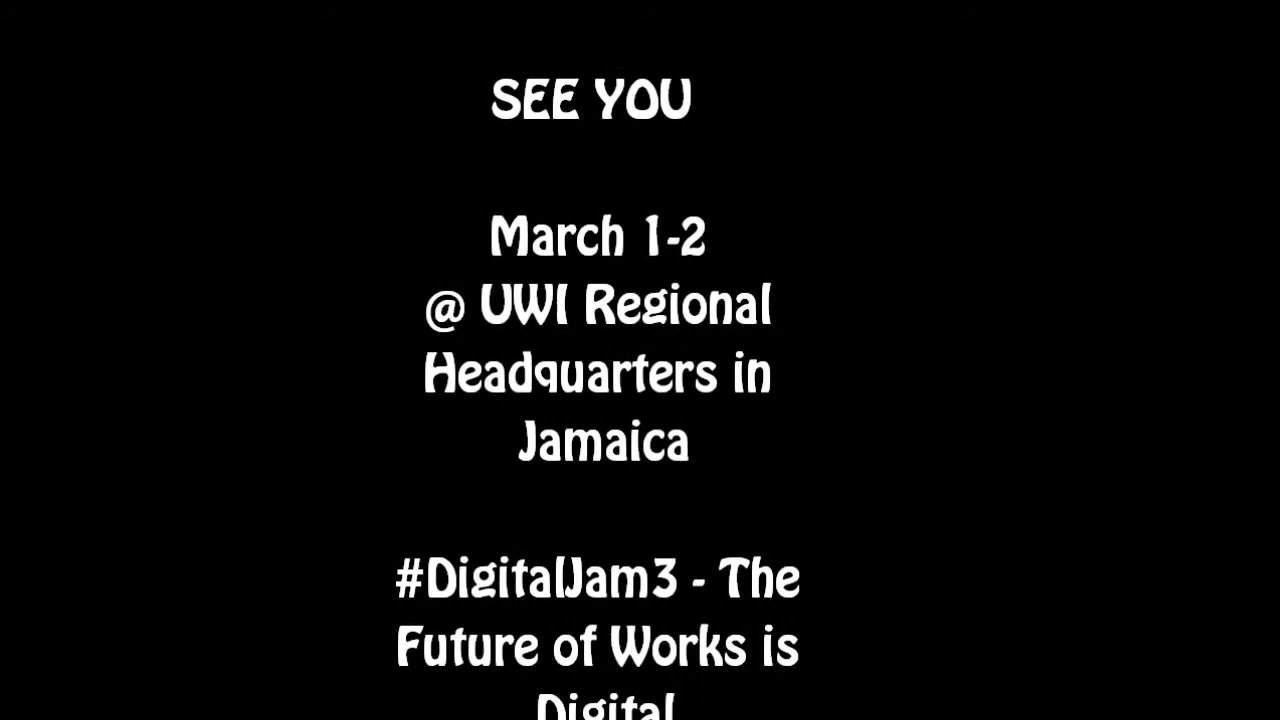 SEE YOU
March 1-2
@ UWI Regional
Headquarters in
Jamaica
#DigitalJam3 - The
Future of Works is
Digital